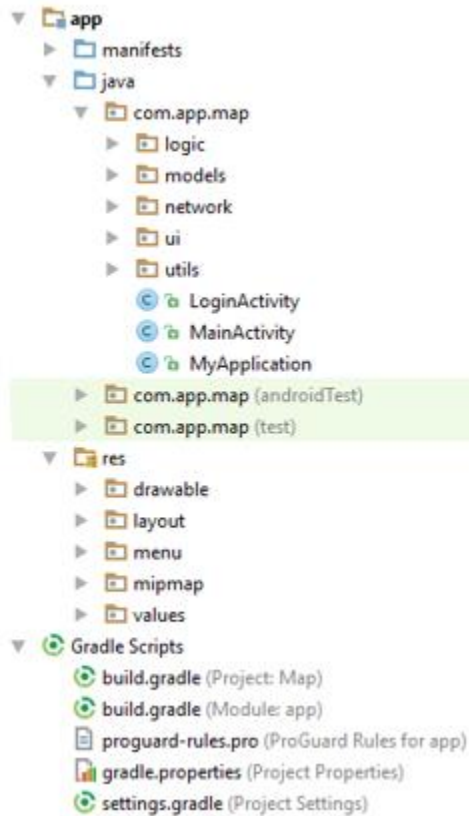 app
manifests
java
com.app.map
logic
models
network
ui
utils
LoginActivity
MainActivity
MyApplication
com.app.map (androidTest)
com.app.map (test)
res
drawable
layout
menu
mipmap
values
Gradle Scripts
build.gradle (Project: Map)
build.gradle (Module: app)
proguard-rules.pro (ProGuard Rules for app)
gradle.properties (Project Properties)
settings.gradle (Project Settings)